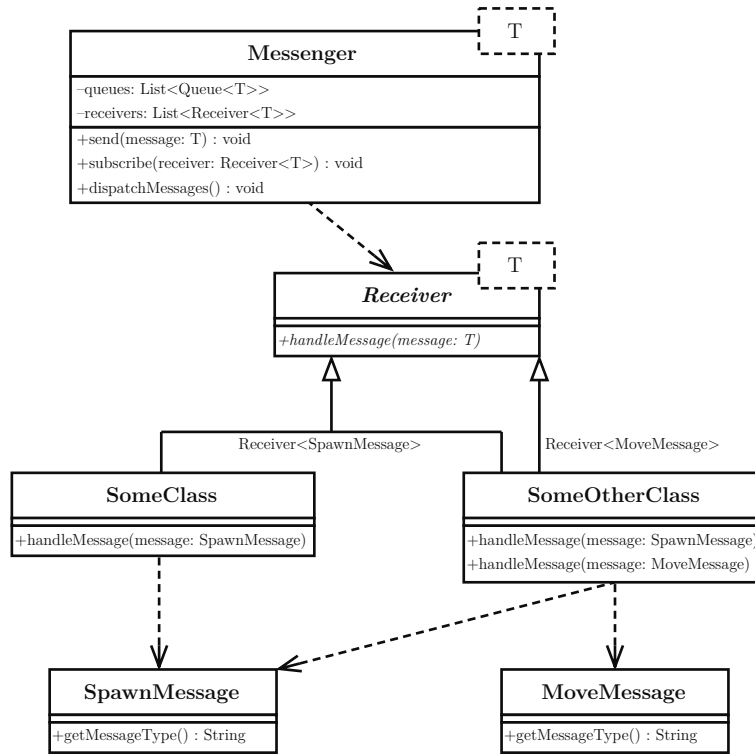 T
Messenger
–queues: List<Queue<T>>
–receivers: List<Receiver<T>>
+send(message: T) : void
+subscribe(receiver: Receiver<T>) : void
+dispatchMessages() : void
T
Receiver
+handleMessage(message: T)
Receiver<SpawnMessage>
Receiver<MoveMessage>
SomeClass
+handleMessage(message: SpawnMessage)
SomeOtherClass
+handleMessage(message: SpawnMessage)
+handleMessage(message: MoveMessage)
SpawnMessage
+getMessageType() : String
MoveMessage
+getMessageType() : String